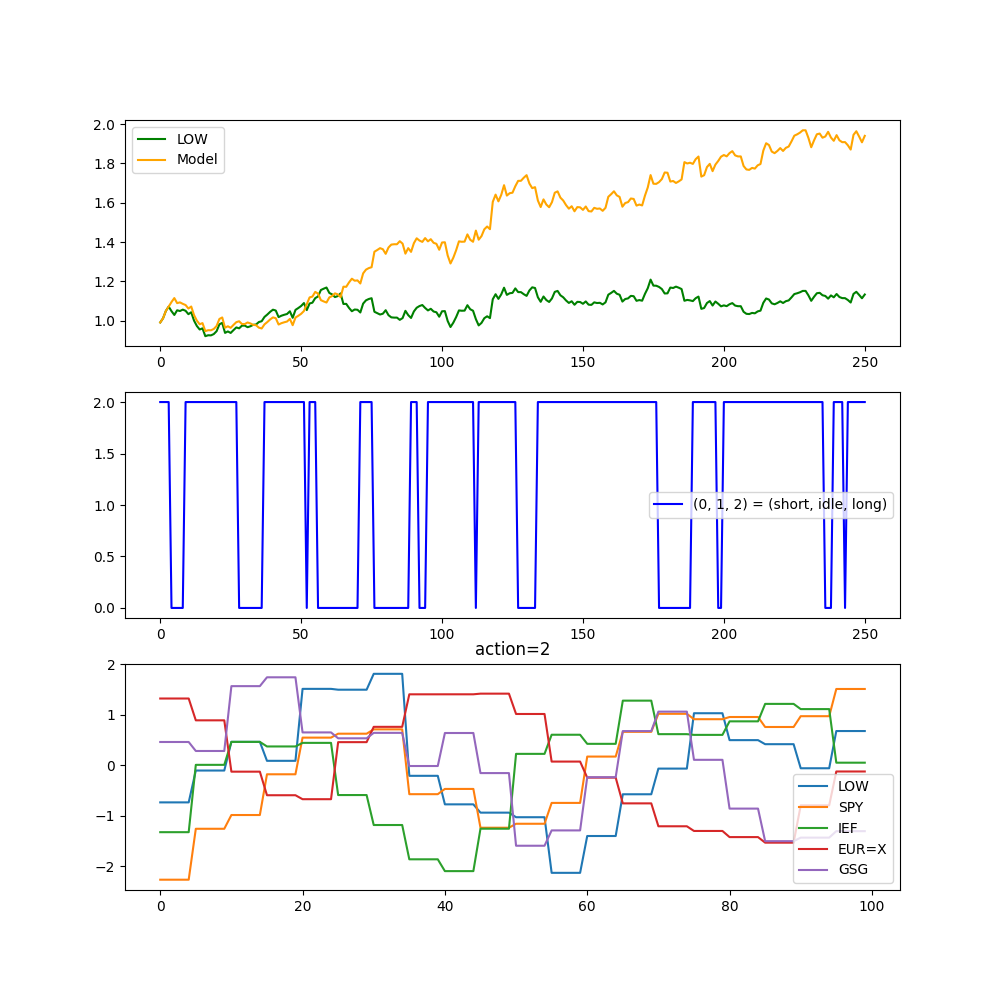 2.0
1.8
1.6
1.4
1.2
1.0
LOW
Model
0 50 100 150 200 250
2.0
1.5
1.0
0.5
0.0
(0, 1, 2) = (short, idle, long)
0 50 100 150 200 250
action=2
2
1
0
−1
−2
LOW
SPY
IEF
EUR=X
GSG
0 20 40 60 80 100